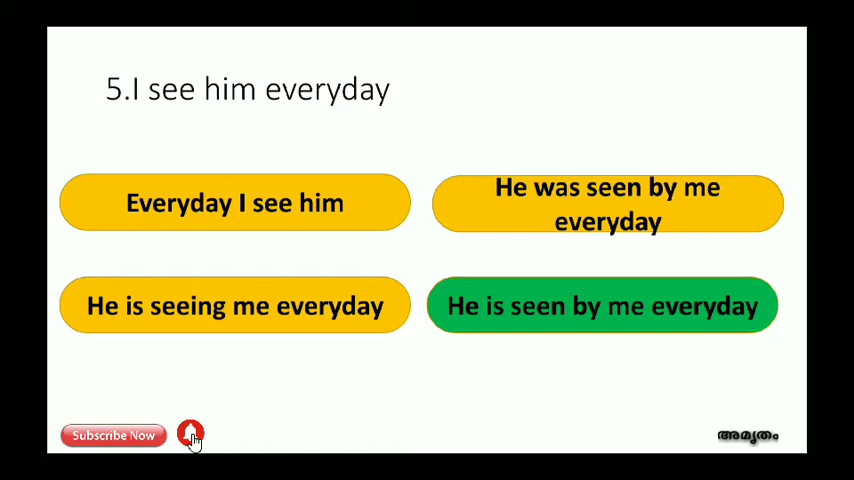 5.I see him everyday
Everyday I see him
He was seen by me
everyday
He is seeing me everyday
He is seen by me everyday
Subscribe Now
അമൃതം